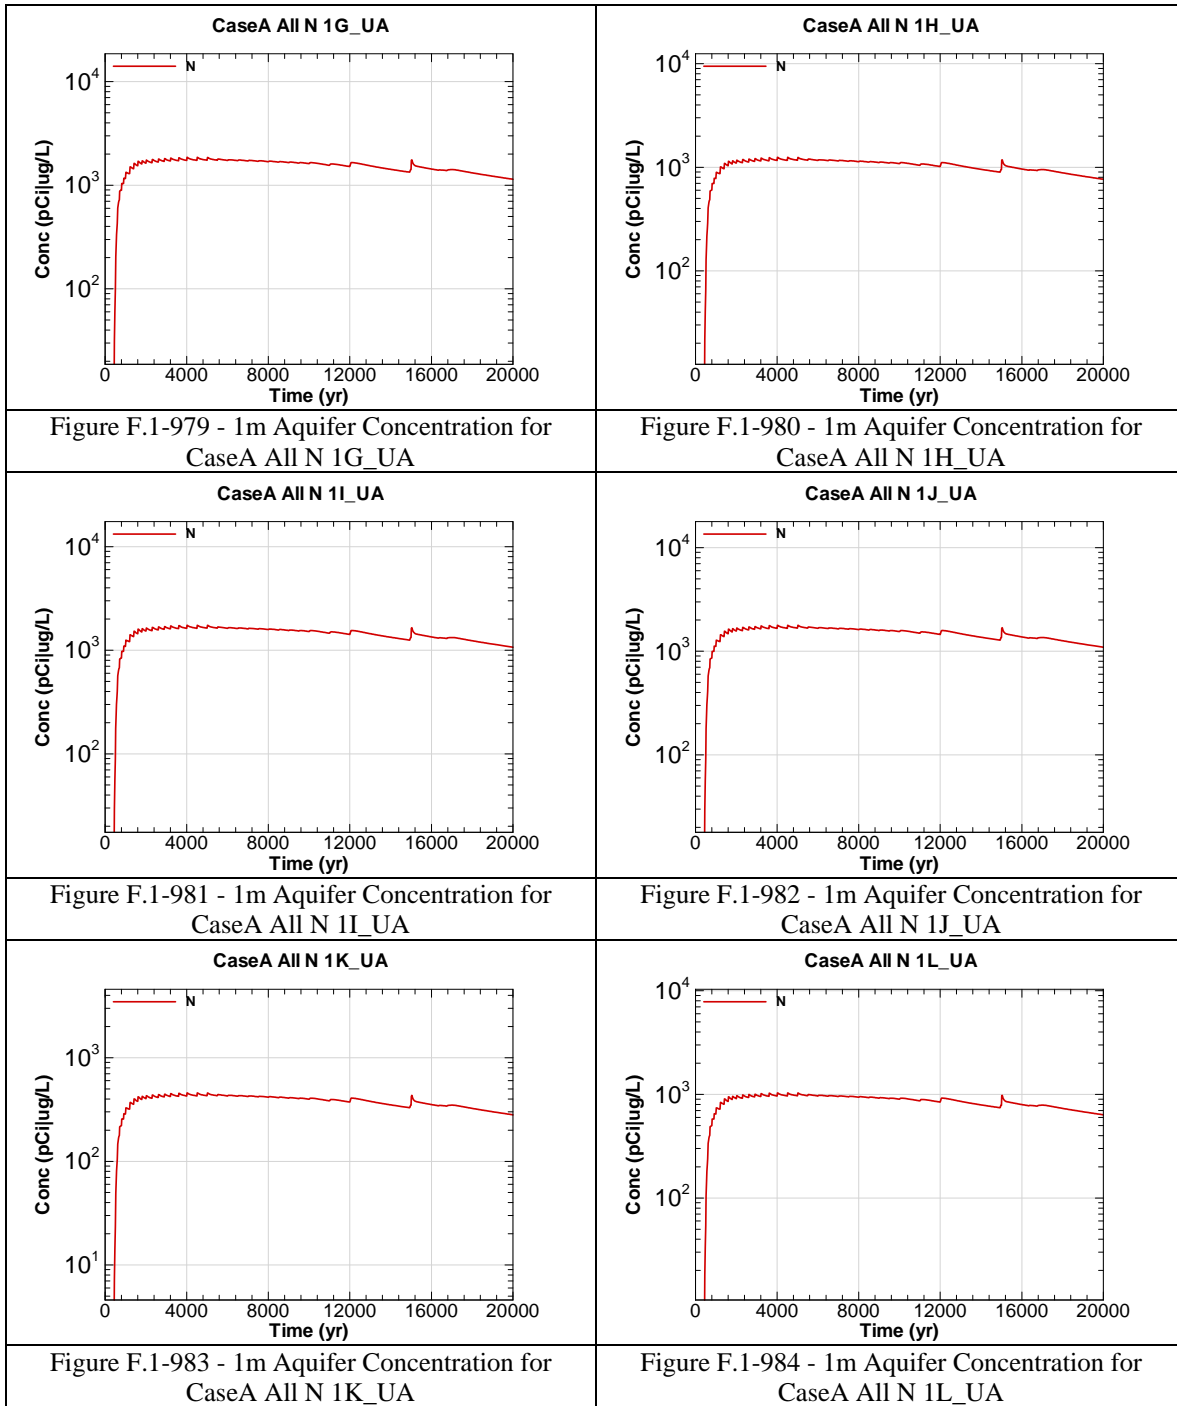 CaseA All N 1G_UA
N
10^4
10^3
10^2
Conc (pCi|ug/L)
0 4000 8000 12000 16000 20000
Time (yr)
Figure F.1-979 - 1m Aquifer Concentration for
CaseA All N 1G_UA
CaseA All N 1H_UA
N
10^4
10^3
10^2
Conc (pCi|ug/L)
0 4000 8000 12000 16000 20000
Time (yr)
Figure F.1-980 - 1m Aquifer Concentration for
CaseA All N 1H_UA
CaseA All N 1I_UA
N
10^4
10^3
10^2
Conc (pCi|ug/L)
0 4000 8000 12000 16000 20000
Time (yr)
Figure F.1-981 - 1m Aquifer Concentration for
CaseA All N 1I_UA
CaseA All N 1J_UA
N
10^4
10^3
10^2
Conc (pCi|ug/L)
0 4000 8000 12000 16000 20000
Time (yr)
Figure F.1-982 - 1m Aquifer Concentration for
CaseA All N 1J_UA
CaseA All N 1K_UA
N
10^3
10^2
10^1
Conc (pCi|ug/L)
0 4000 8000 12000 16000 20000
Time (yr)
Figure F.1-983 - 1m Aquifer Concentration for
CaseA All N 1K_UA
CaseA All N 1L_UA
N
10^4
10^3
10^2
Conc (pCi|ug/L)
0 4000 8000 12000 16000 20000
Time (yr)
Figure F.1-984 - 1m Aquifer Concentration for
CaseA All N 1L_UA